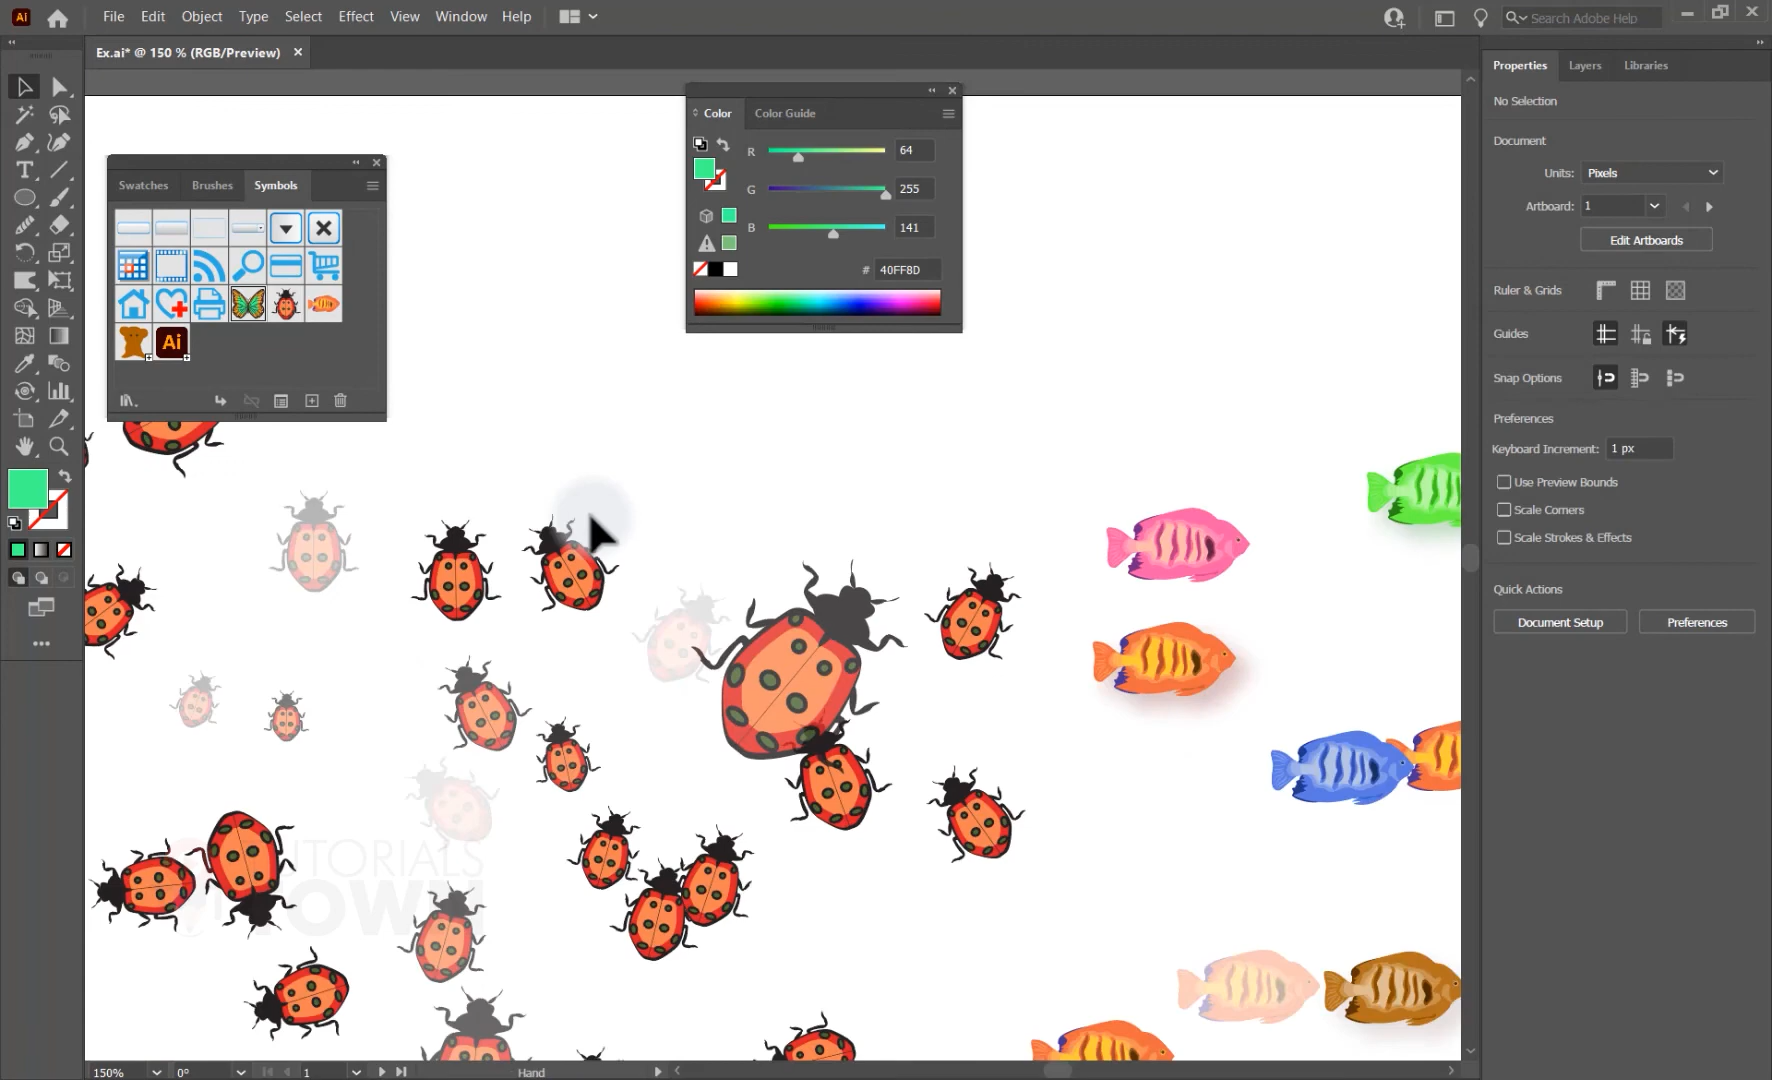 Ai File Edit Object Type Select Effect View Window Help Search Adobe Help
Ex.ai* @ 150 % (RGB/Preview)
Swatches Brushes Symbols
Ai
Color Color Guide
R 64
G 255
B 141
# 40FF8D
T
Properties Layers Libraries
No Selection
Document
Units: Pixels
Artboard: 1
Edit Artboards
Ruler & Grids
Guides
Snap Options
Preferences
Keyboard Increment: 1 px
Use Preview Bounds
Scale Corners
Scale Strokes & Effects
Quick Actions
Document Setup Preferences
TUTORIALS
TOWN
150% 0° 1 Hand